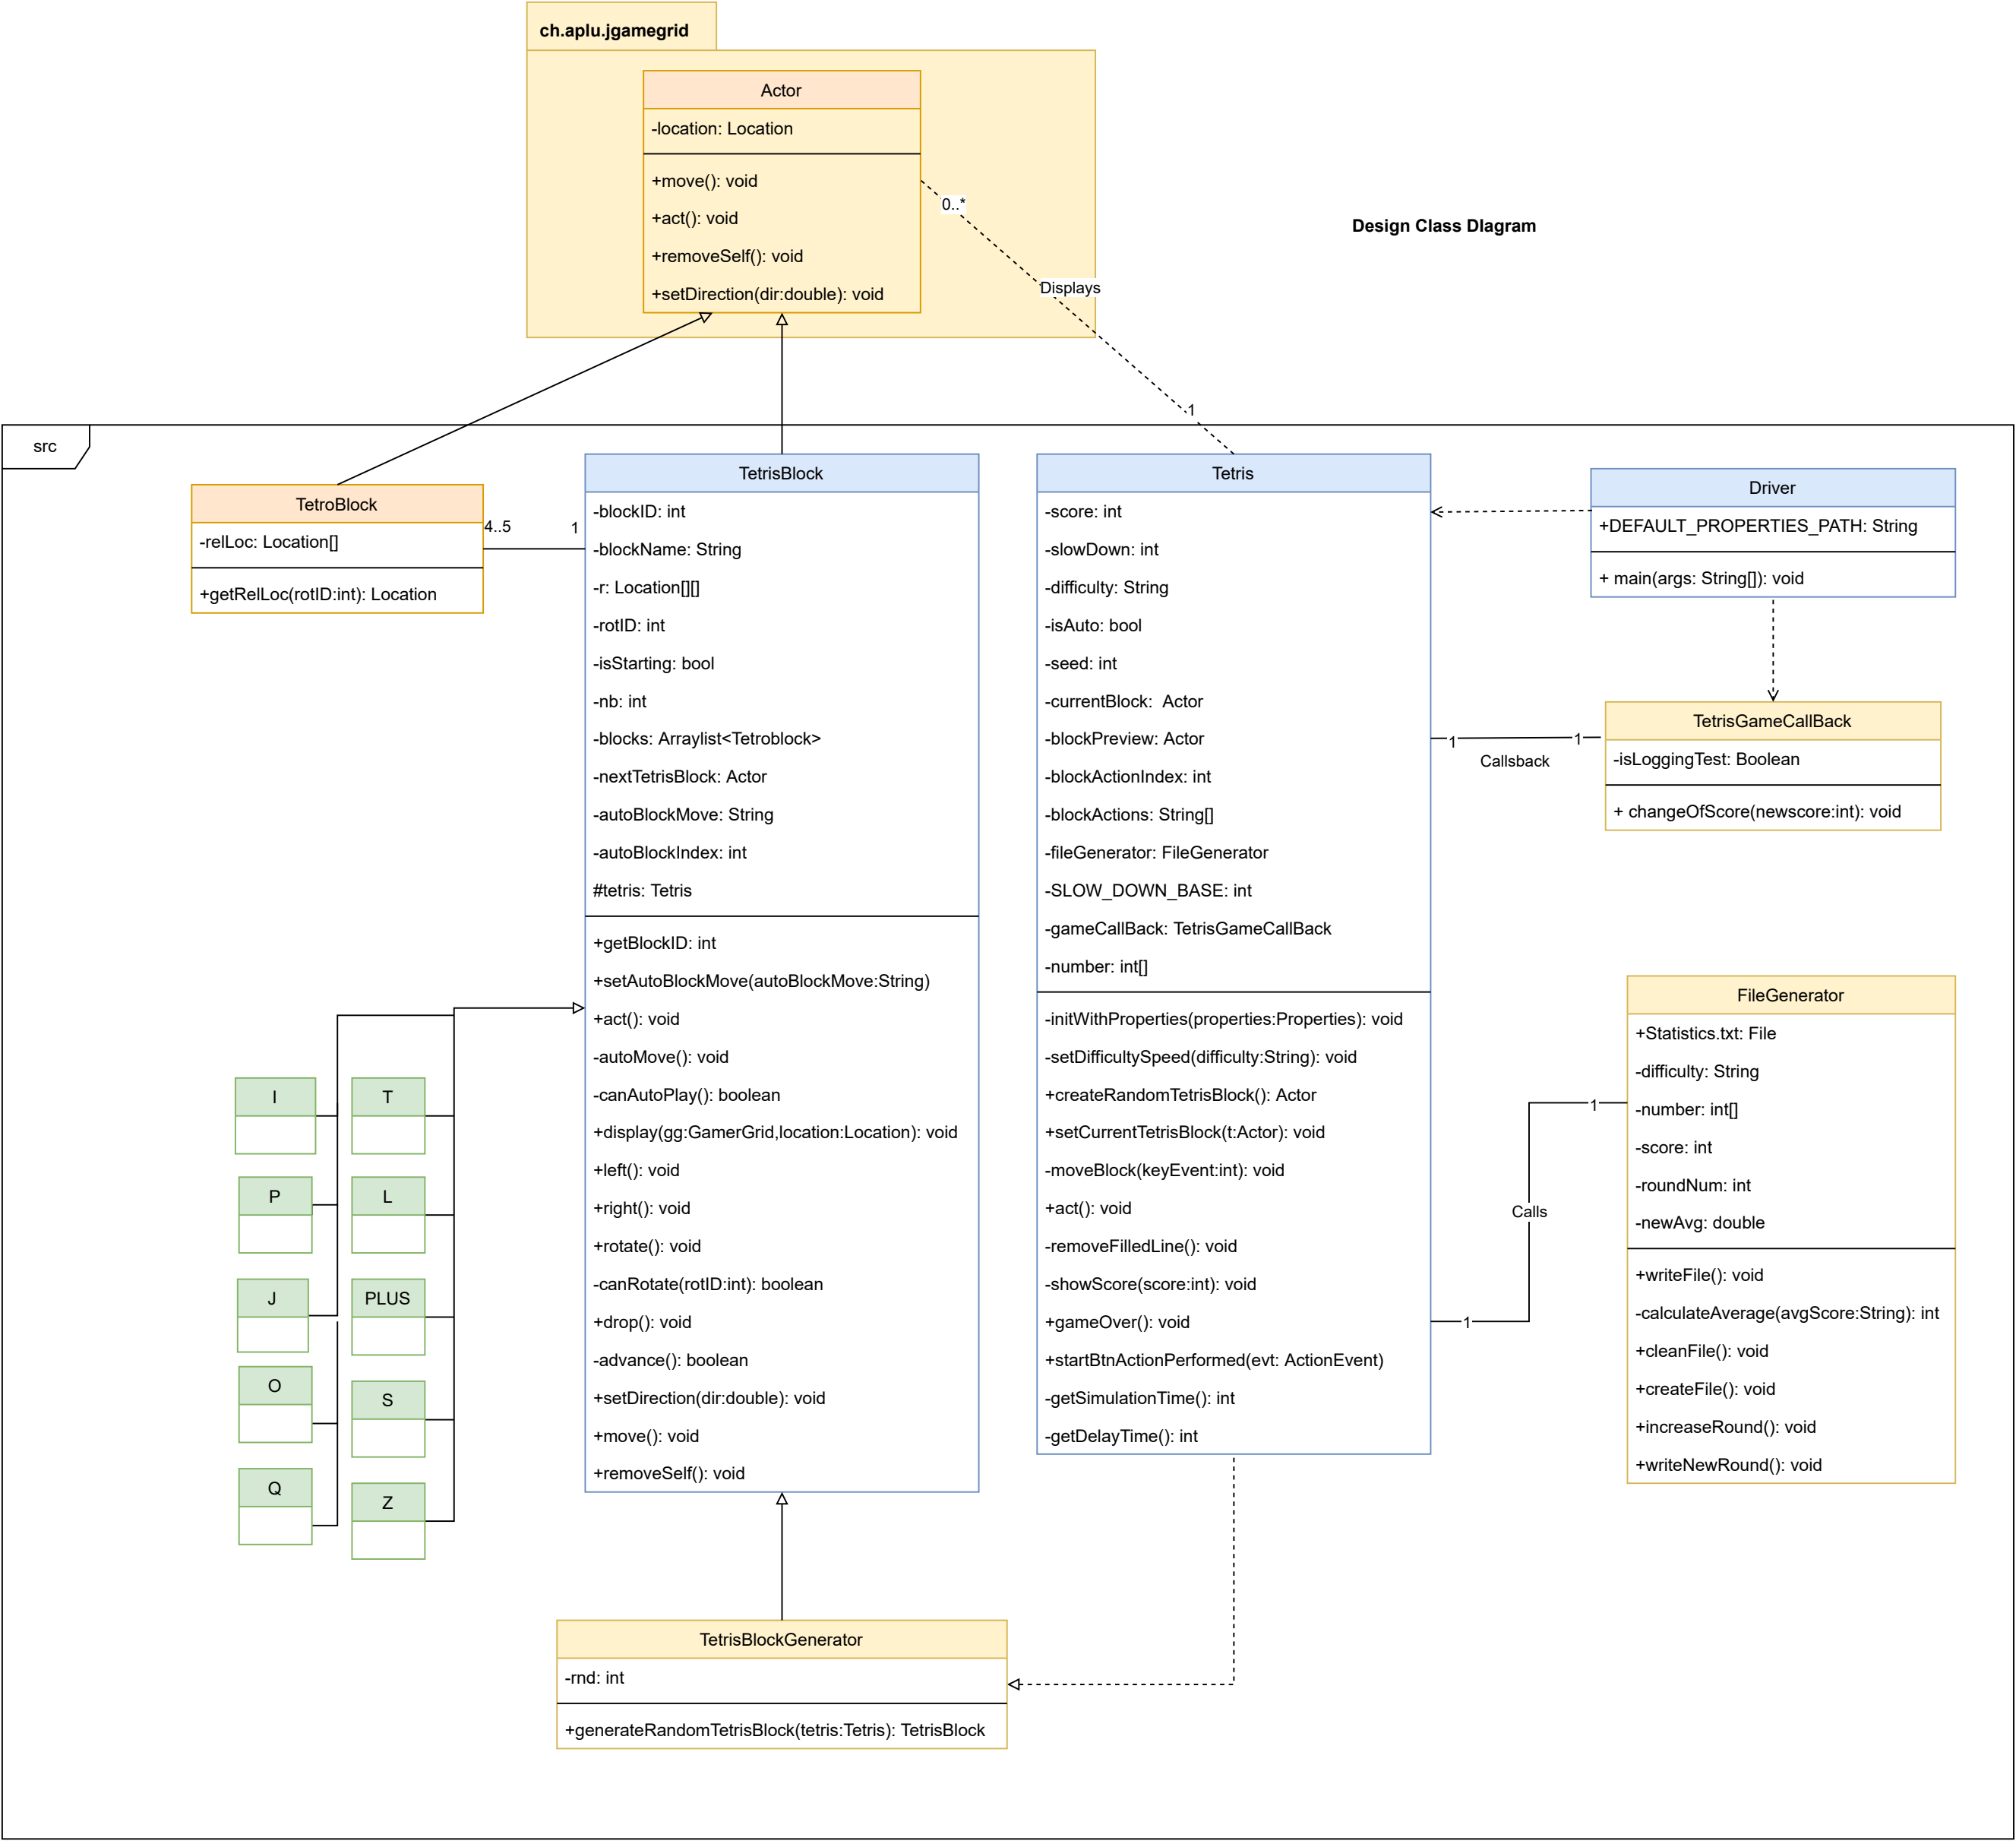 ch.aplu.jgamegrid
Actor
-location: Location
+move(): void
+act(): void
+removeSelf(): void
+setDirection(dir:double): void
0..*
Displays
1
Design Class DIagram
src
TetroBlock
-relLoc: Location[]
+getRelLoc(rotID:int): Location
4..5
1
TetrisBlock
-blockID: int
-blockName: String
-r: Location[][]
-rotID: int
-isStarting: bool
-nb: int
-blocks: Arraylist<Tetroblock>
-nextTetrisBlock: Actor
-autoBlockMove: String
-autoBlockIndex: int
#tetris: Tetris
+getBlockID: int
+setAutoBlockMove(autoBlockMove:String)
+act(): void
-autoMove(): void
-canAutoPlay(): boolean
+display(gg:GamerGrid,location:Location): void
+left(): void
+right(): void
+rotate(): void
-canRotate(rotID:int): boolean
+drop(): void
-advance(): boolean
+setDirection(dir:double): void
+move(): void
+removeSelf(): void
Tetris
-score: int
-slowDown: int
-difficulty: String
-isAuto: bool
-seed: int
-currentBlock:  Actor
-blockPreview: Actor
-blockActionIndex: int
-blockActions: String[]
-fileGenerator: FileGenerator
-SLOW_DOWN_BASE: int
-gameCallBack: TetrisGameCallBack
-number: int[]
-initWithProperties(properties:Properties): void
-setDifficultySpeed(difficulty:String): void
+createRandomTetrisBlock(): Actor
+setCurrentTetrisBlock(t:Actor): void
-moveBlock(keyEvent:int): void
+act(): void
-removeFilledLine(): void
-showScore(score:int): void
+gameOver(): void
+startBtnActionPerformed(evt: ActionEvent)
-getSimulationTime(): int
-getDelayTime(): int
Driver
+DEFAULT_PROPERTIES_PATH: String
+ main(args: String[]): void
TetrisGameCallBack
-isLoggingTest: Boolean
+ changeOfScore(newscore:int): void
1
1
Callsback
FileGenerator
+Statistics.txt: File
-difficulty: String
-number: int[]
-score: int
-roundNum: int
-newAvg: double
+writeFile(): void
-calculateAverage(avgScore:String): int
+cleanFile(): void
+createFile(): void
+increaseRound(): void
+writeNewRound(): void
1
Calls
1
I
T
P
L
J
PLUS
O
S
Q
Z
TetrisBlockGenerator
-rnd: int
+generateRandomTetrisBlock(tetris:Tetris): TetrisBlock